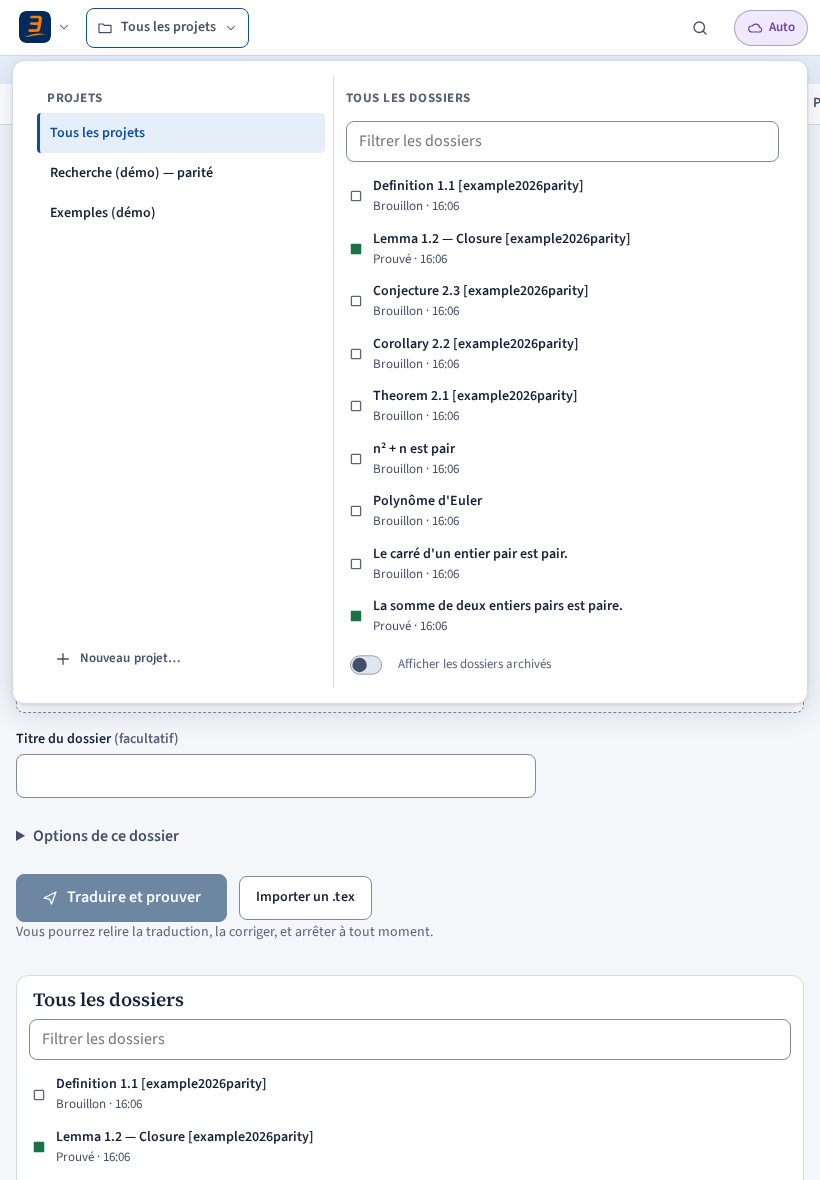 Tous les projets
Auto
P
PROJETS
Tous les projets
Recherche (démo) — parité
Exemples (démo)
Nouveau projet…
TOUS LES DOSSIERS
Filtrer les dossiers
Definition 1.1 [example2026parity]
Brouillon · 16:06
Lemma 1.2 — Closure [example2026parity]
Prouvé · 16:06
Conjecture 2.3 [example2026parity]
Brouillon · 16:06
Corollary 2.2 [example2026parity]
Brouillon · 16:06
Theorem 2.1 [example2026parity]
Brouillon · 16:06
n² + n est pair
Brouillon · 16:06
Polynôme d'Euler
Brouillon · 16:06
Le carré d'un entier pair est pair.
Brouillon · 16:06
La somme de deux entiers pairs est paire.
Prouvé · 16:06
Afficher les dossiers archivés
Titre du dossier (facultatif)
Options de ce dossier
Traduire et prouver
Importer un .tex
Vous pourrez relire la traduction, la corriger, et arrêter à tout moment.
Tous les dossiers
Filtrer les dossiers
Definition 1.1 [example2026parity]
Brouillon · 16:06
Lemma 1.2 — Closure [example2026parity]
Prouvé · 16:06